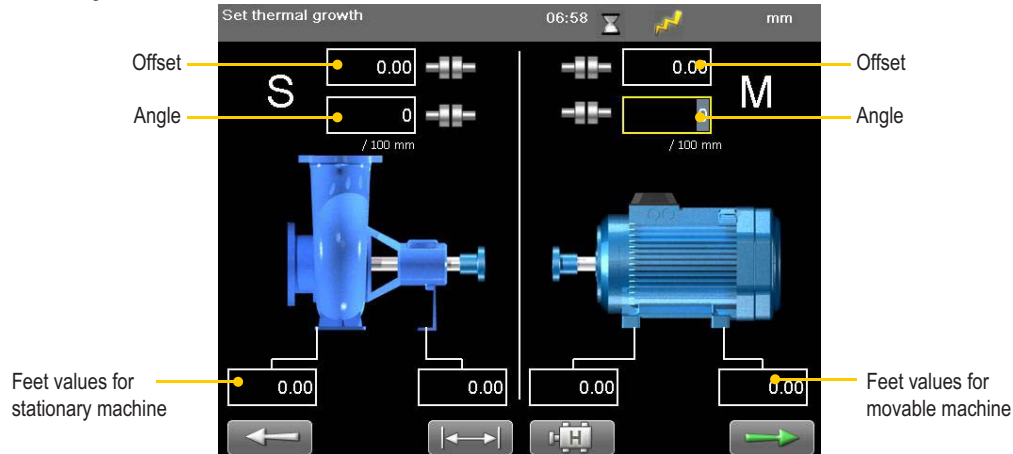 Set thermal growth 06:58 mm
Offset 0.00 0.00 Offset
S M
Angle 0 0 Angle
/ 100 mm / 100 mm
Feet values for
stationary machine
0.00 0.00 0.00 0.00
Feet values for
movable machine
H